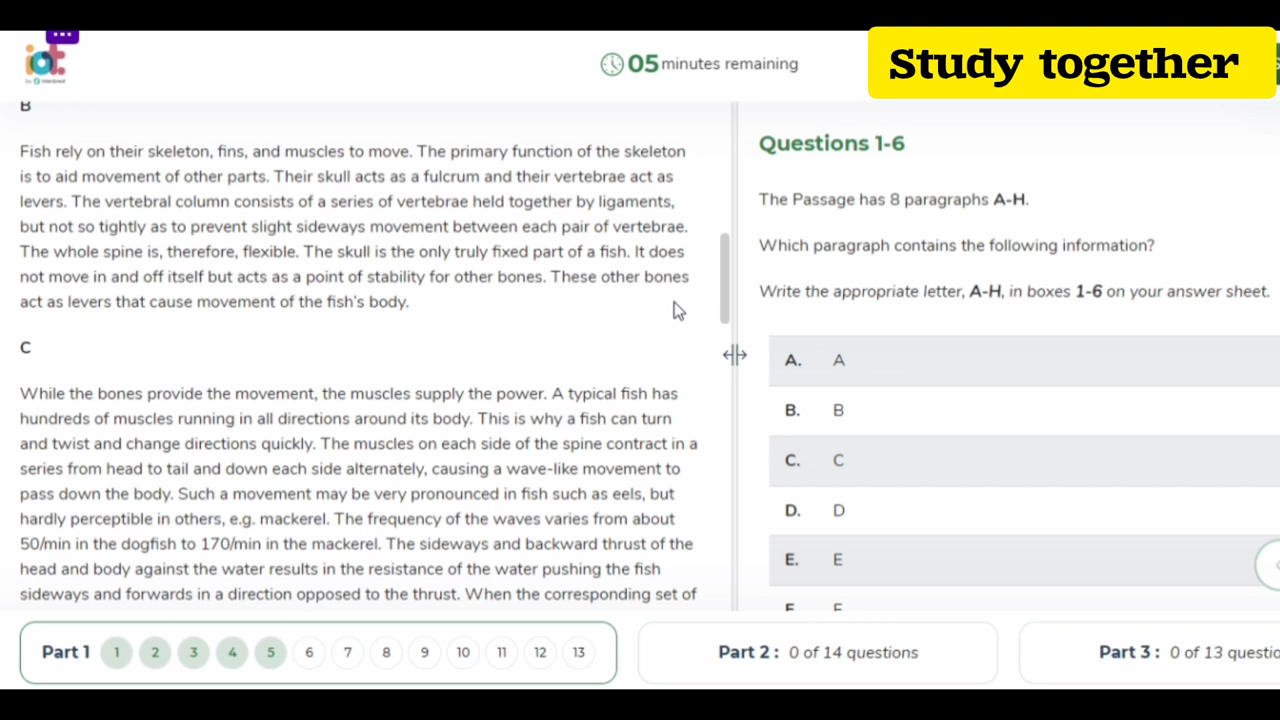 iot
05 minutes remaining
Study together
B
Fish rely on their skeleton, fins, and muscles to move. The primary function of the skeleton
is to aid movement of other parts. Their skull acts as a fulcrum and their vertebrae act as
levers. The vertebral column consists of a series of vertebrae held together by ligaments,
but not so tightly as to prevent slight sideways movement between each pair of vertebrae.
The whole spine is, therefore, flexible. The skull is the only truly fixed part of a fish. It does
not move in and off itself but acts as a point of stability for other bones. These other bones
act as levers that cause movement of the fish's body.
C
While the bones provide the movement, the muscles supply the power. A typical fish has
hundreds of muscles running in all directions around its body. This is why a fish can turn
and twist and change directions quickly. The muscles on each side of the spine contract in a
series from head to tail and down each side alternately, causing a wave-like movement to
pass down the body. Such a movement may be very pronounced in fish such as eels, but
hardly perceptible in others, e.g. mackerel. The frequency of the waves varies from about
50/min in the dogfish to 170/min in the mackerel. The sideways and backward thrust of the
head and body against the water results in the resistance of the water pushing the fish
sideways and forwards in a direction opposed to the thrust. When the corresponding set of
Questions 1-6
The Passage has 8 paragraphs A-H.
Which paragraph contains the following information?
Write the appropriate letter, A-H, in boxes 1-6 on your answer sheet.
A. A
B. B
C. C
D. D
E. E
F. F
Part 1 1 2 3 4 5 6 7 8 9 10 11 12 13
Part 2 : 0 of 14 questions
Part 3 : 0 of 13 questio